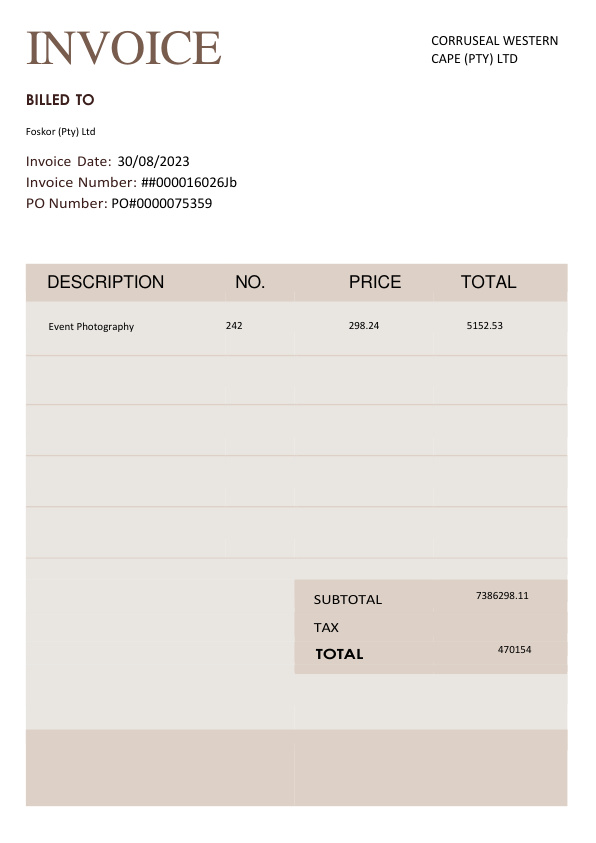 INVOICE
CORRUSEAL WESTERN
CAPE (PTY) LTD
BILLED TO
Foskor (Pty) Ltd
Invoice Date: 30/08/2023
Invoice Number: ##000016026Jb
PO Number: PO#0000075359
DESCRIPTION NO. PRICE TOTAL
Event Photography 242 298.24 5152.53
SUBTOTAL 7386298.11
TAX
TOTAL 470154